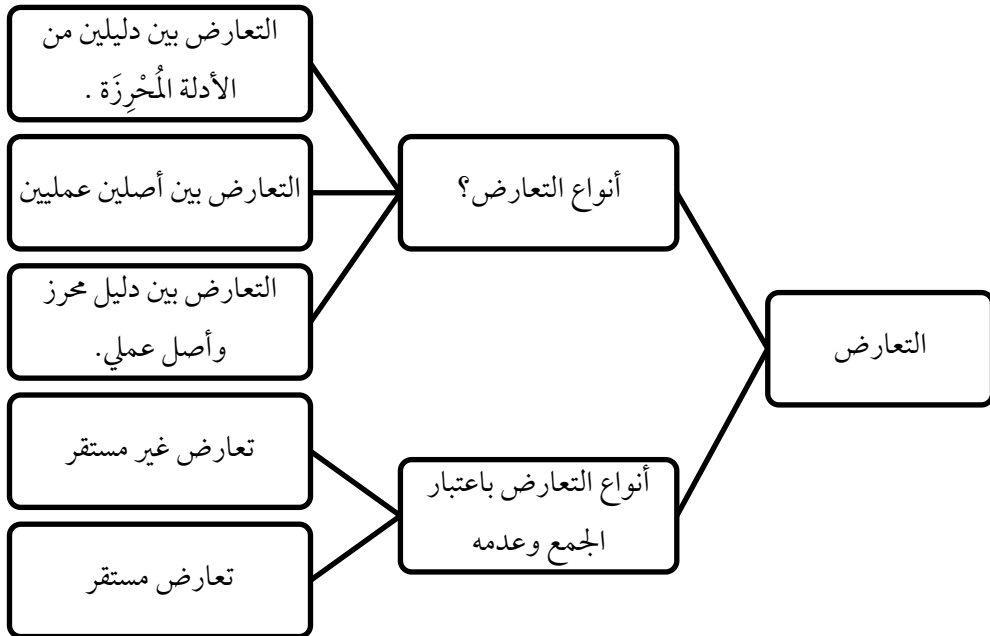 التعارض
أنواع التعارض؟
التعارض بين دليلين من
الأدلة المُحْرِزَة .
التعارض بين أصلين عمليين
التعارض بين دليل محرز
وأصل عملي.
أنواع التعارض باعتبار
الجمع وعدمه
تعارض غير مستقر
تعارض مستقر